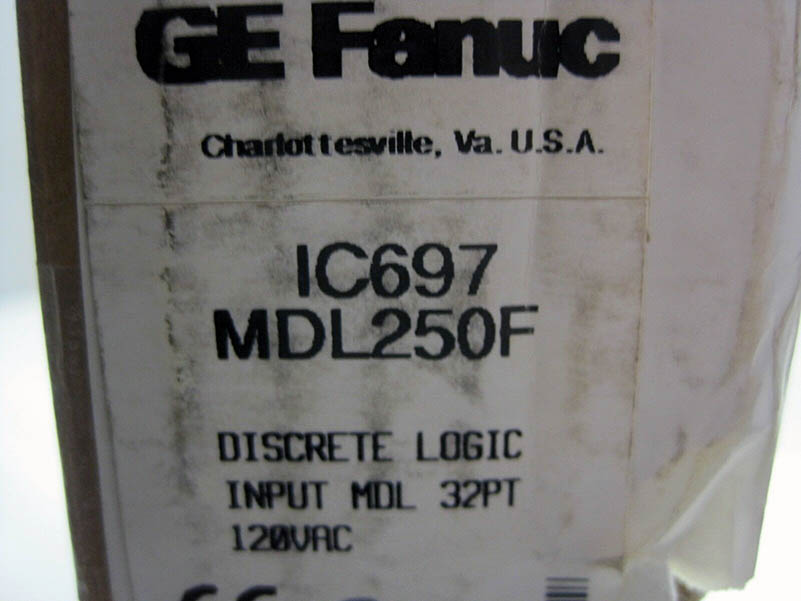 GE Fanuc
Charlottesville, Va. U.S.A.
IC697
MDL250F
DISCRETE LOGIC
INPUT MDL 32PT
120VAC